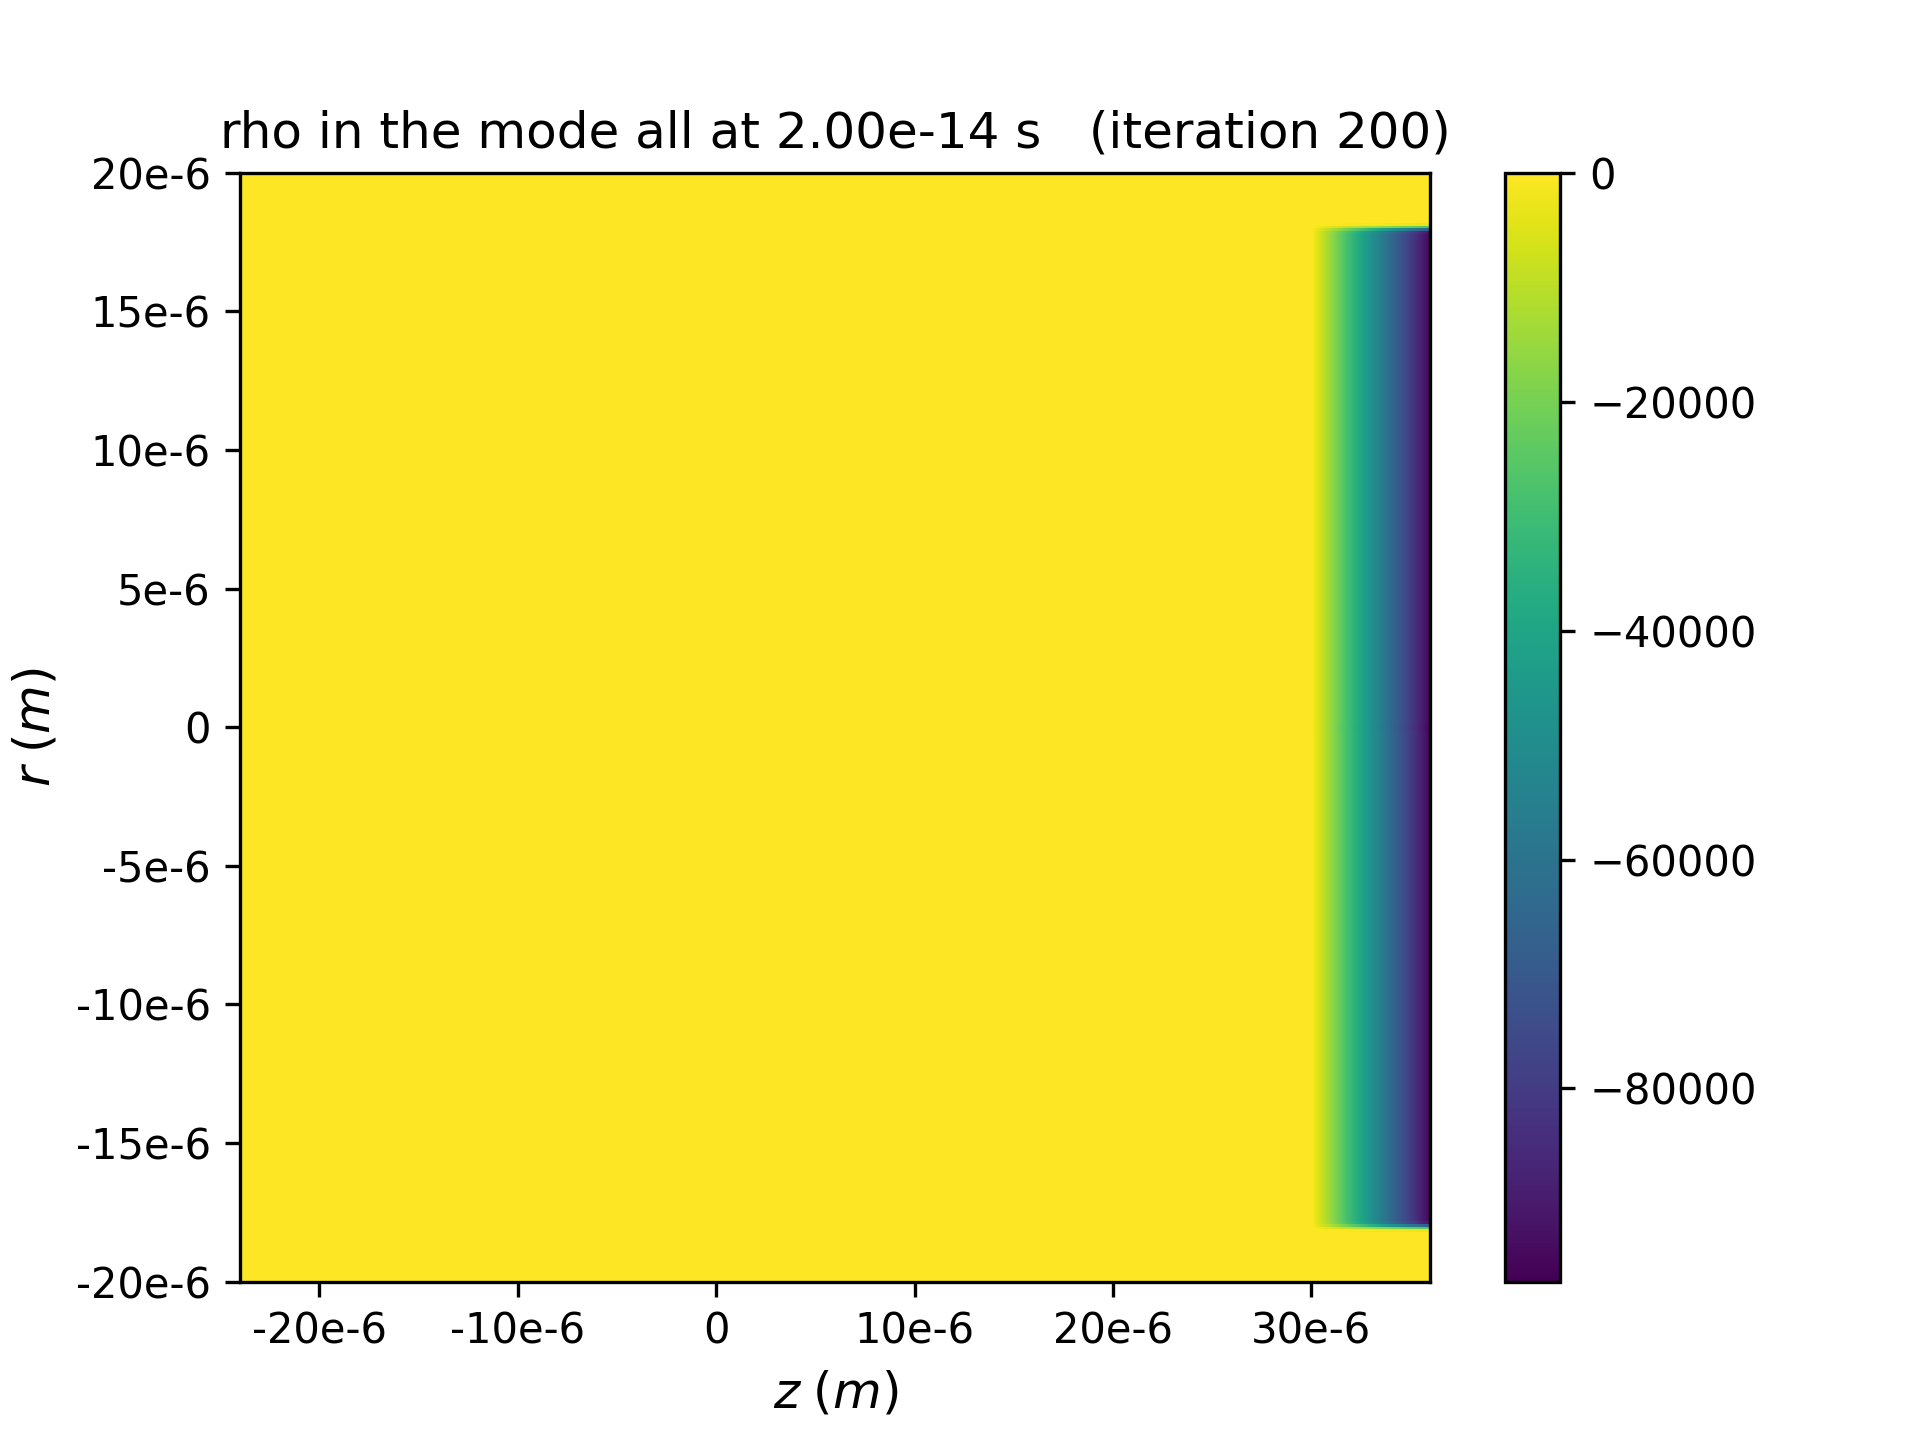 rho in the mode all at 2.00e-14 s   (iteration 200)
20e-6
15e-6
10e-6
5e-6
0
-5e-6
-10e-6
-15e-6
-20e-6
r (m)
-20e-6
-10e-6
0
10e-6
20e-6
30e-6
z (m)
0
−20000
−40000
−60000
−80000